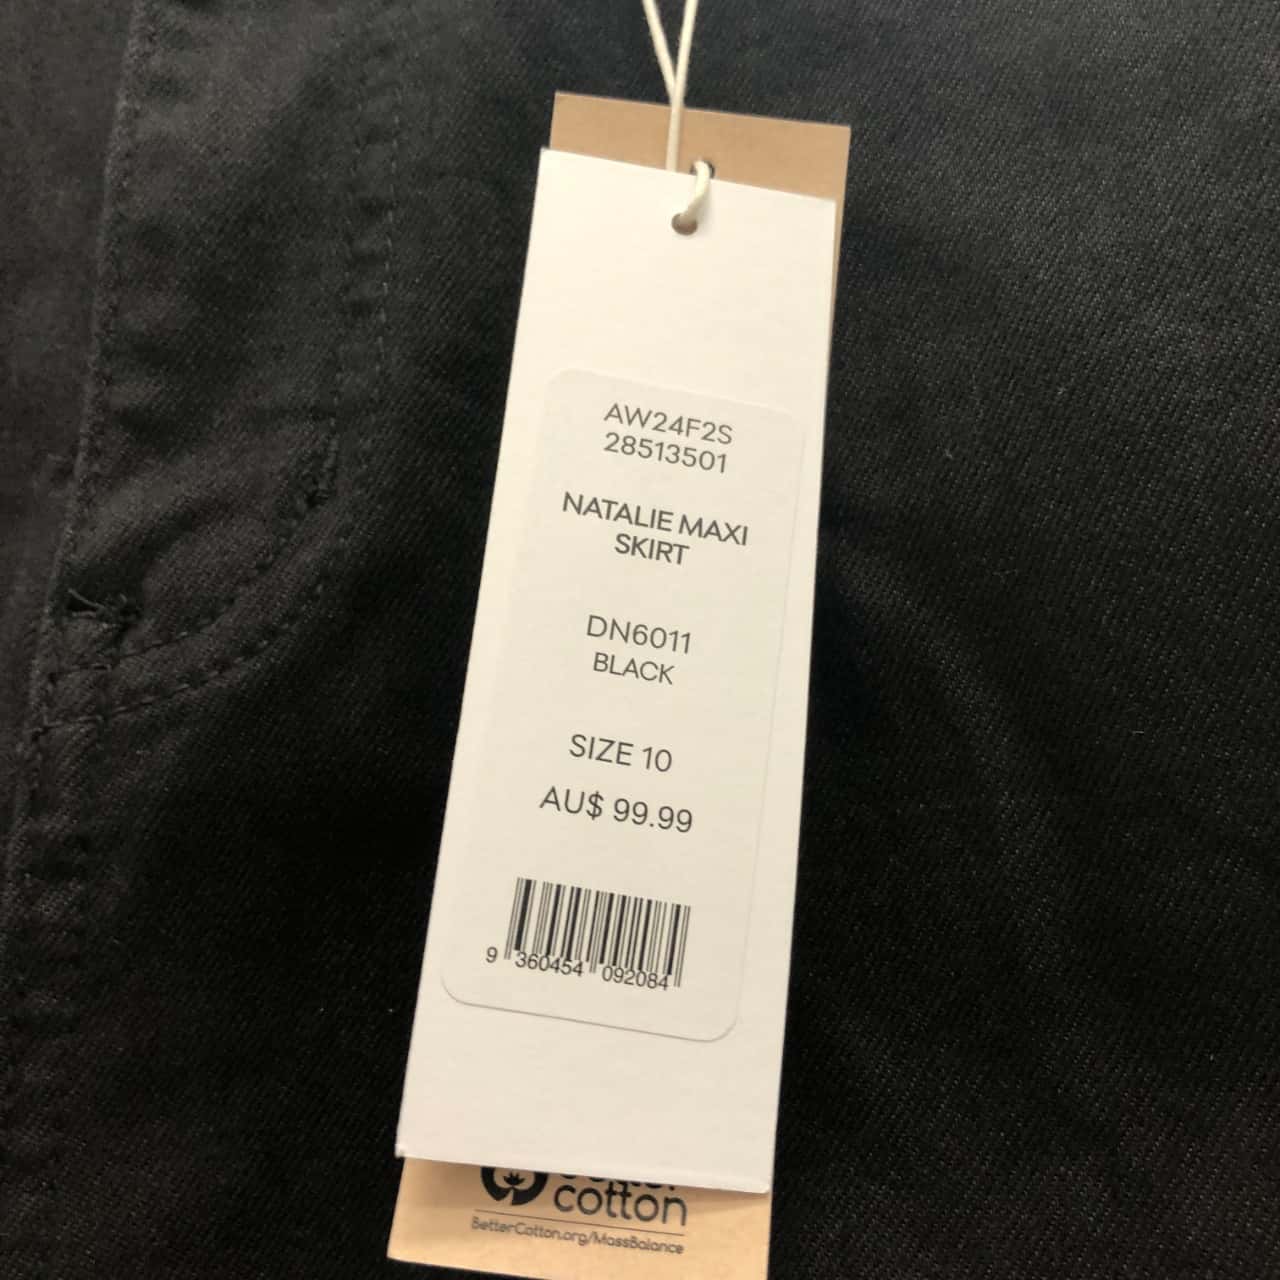 AW24F2S
28513501
NATALIE MAXI
SKIRT
DN6011
BLACK
SIZE 10
AU$ 99.99
9 360454 092084
cotton
BetterCotton.org/MassBalance